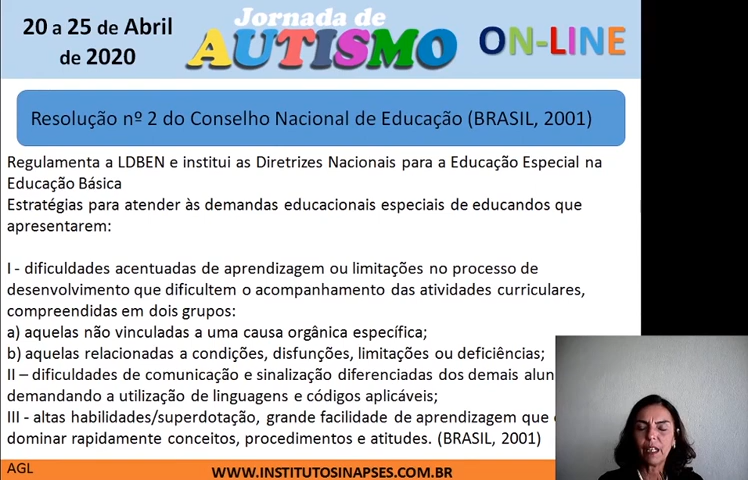 20 a 25 de Abril
de 2020
Jornada de
AUTISMO
ON-LINE
Resolução nº 2 do Conselho Nacional de Educação (BRASIL, 2001)
Regulamenta a LDBEN e institui as Diretrizes Nacionais para a Educação Especial na
Educação Básica
Estratégias para atender às demandas educacionais especiais de educandos que
apresentarem:
I - dificuldades acentuadas de aprendizagem ou limitações no processo de
desenvolvimento que dificultem o acompanhamento das atividades curriculares,
compreendidas em dois grupos:
a) aquelas não vinculadas a uma causa orgânica específica;
b) aquelas relacionadas a condições, disfunções, limitações ou deficiências;
II – dificuldades de comunicação e sinalização diferenciadas dos demais
demandando a utilização de linguagens e códigos aplicáveis;
III - altas habilidades/superdotação, grande facilidade de aprendizagem que
dominar rapidamente conceitos, procedimentos e atitudes. (BRASIL, 2001)
AGL
WWW.INSTITUTOSINAPSES.COM.BR